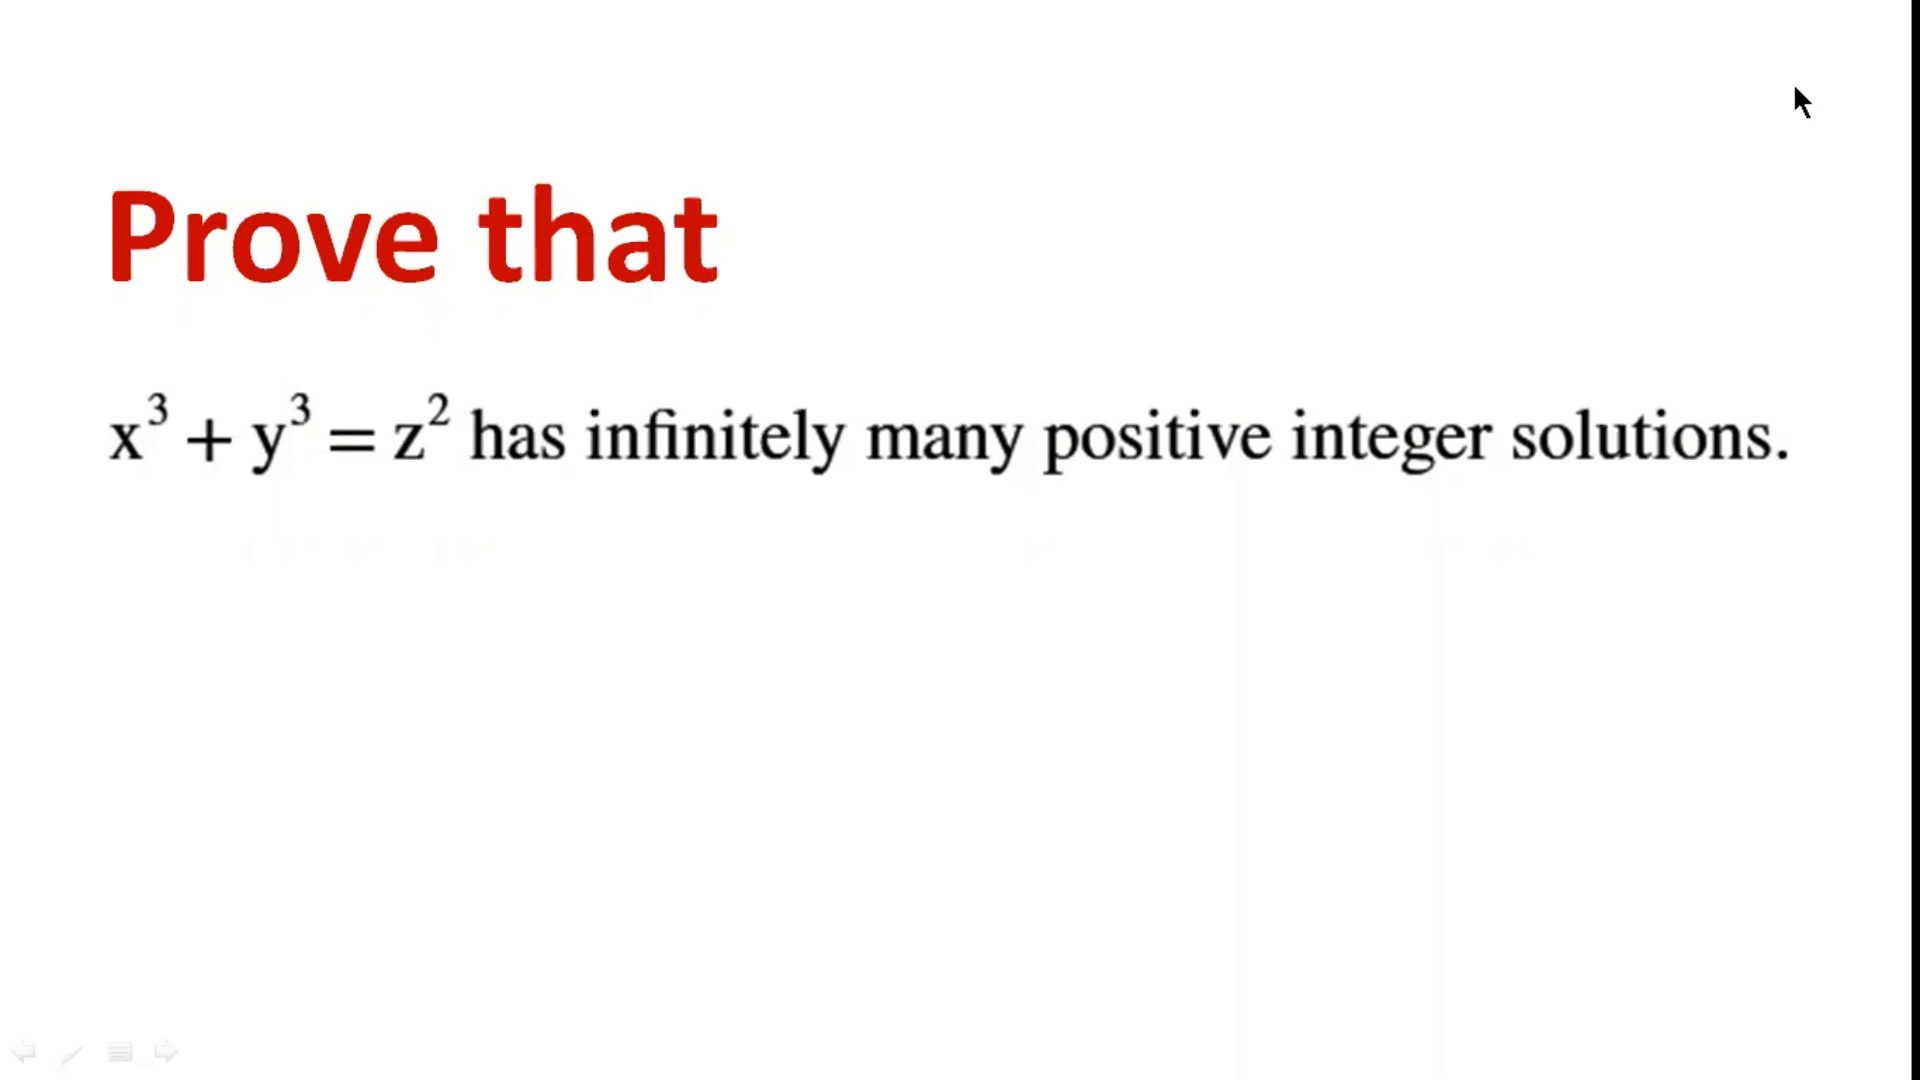 Prove that
x³ + y³ = z² has infinitely many positive integer solutions.